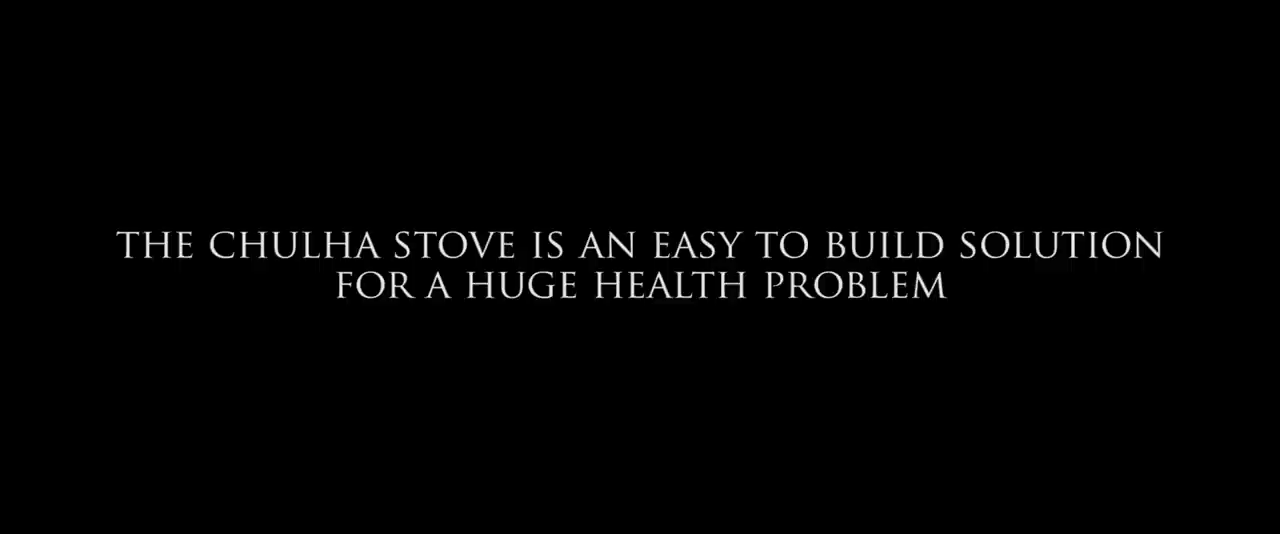 THE CHULHA STOVE IS AN EASY TO BUILD SOLUTION
FOR A HUGE HEALTH PROBLEM